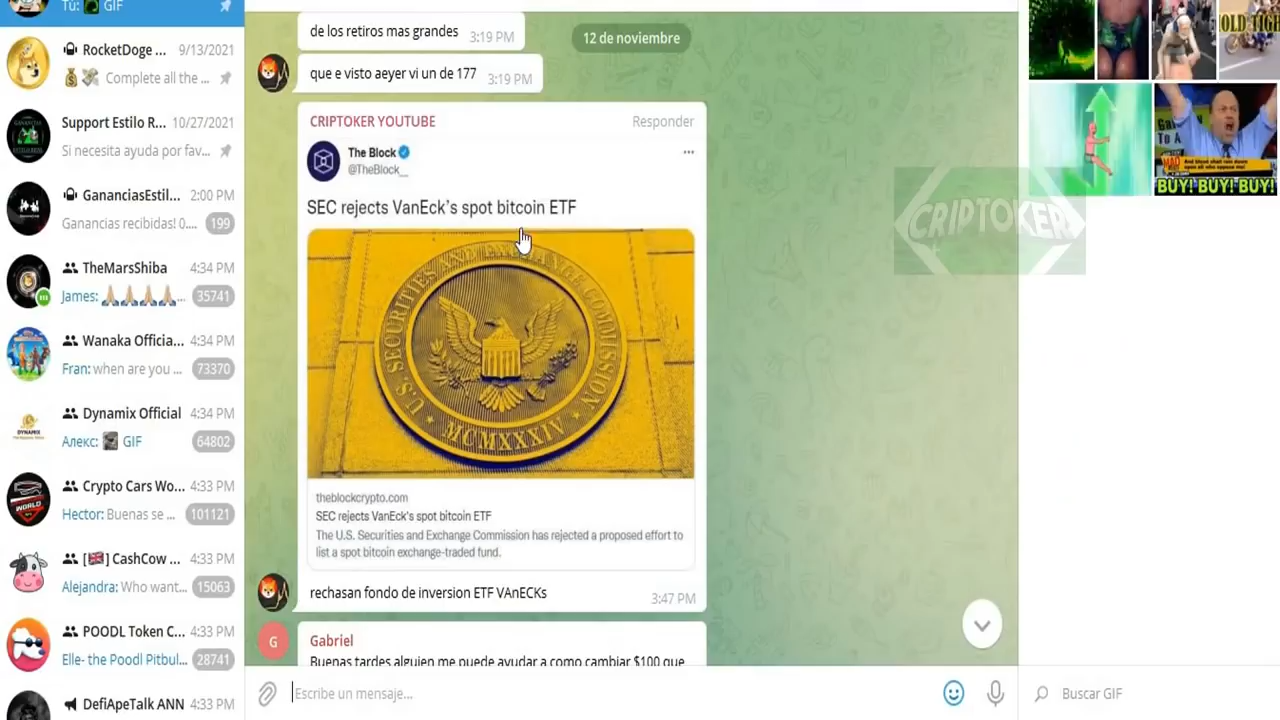 Tú: GIF
RocketDoge ... 9/13/2021
Complete all the ...
Support Estilo R... 10/27/2021
Si necesita ayuda por fav...
GananciasEstil... 2:00 PM
Ganancias recibidas! 0.... 199
TheMarsShiba 4:34 PM
James: ... 35741
Wanaka Officia... 4:34 PM
Fran: when are you ... 73370
Dynamix Official 4:34 PM
Алекс: GIF 64802
Crypto Cars Wo... 4:33 PM
Hector: Buenas se ... 101121
[🇬🇧] CashCow ... 4:33 PM
Alejandra: Who want... 15063
POODL Token C... 4:33 PM
Elle- the Poodl Pitbul... 28741
DefiApeTalk ANN 4:33 PM
de los retiros mas grandes 3:19 PM
12 de noviembre
que e visto aeyer vi un de 177 3:19 PM
CRIPTOKER YOUTUBE Responder
The Block
@TheBlock__
SEC rejects VanEck's spot bitcoin ETF
U.S. SECURITIES AND EXCHANGE COMMISSION
MCMXXXIV
theblockcrypto.com
SEC rejects VanEck's spot bitcoin ETF
The U.S. Securities and Exchange Commission has rejected a proposed effort to
list a spot bitcoin exchange-traded fund.
rechasan fondo de inversion ETF VAnECKs 3:47 PM
G
Gabriel
Buenas tardes alguien me puede ayudar a como cambiar $100 que
Escribe un mensaje...
OLD
BUY! BUY! BUY!
CRIPTOKER
Buscar GIF